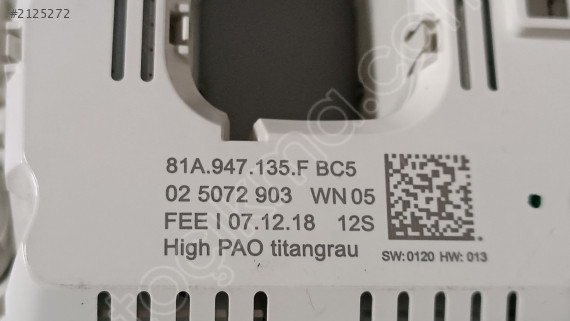 #2125272
81A.947.135.F BC5
02 5072 903 WN 05
FEE I 07.12.18 12S
High PAO titangrau
SW:0120 HW: 013